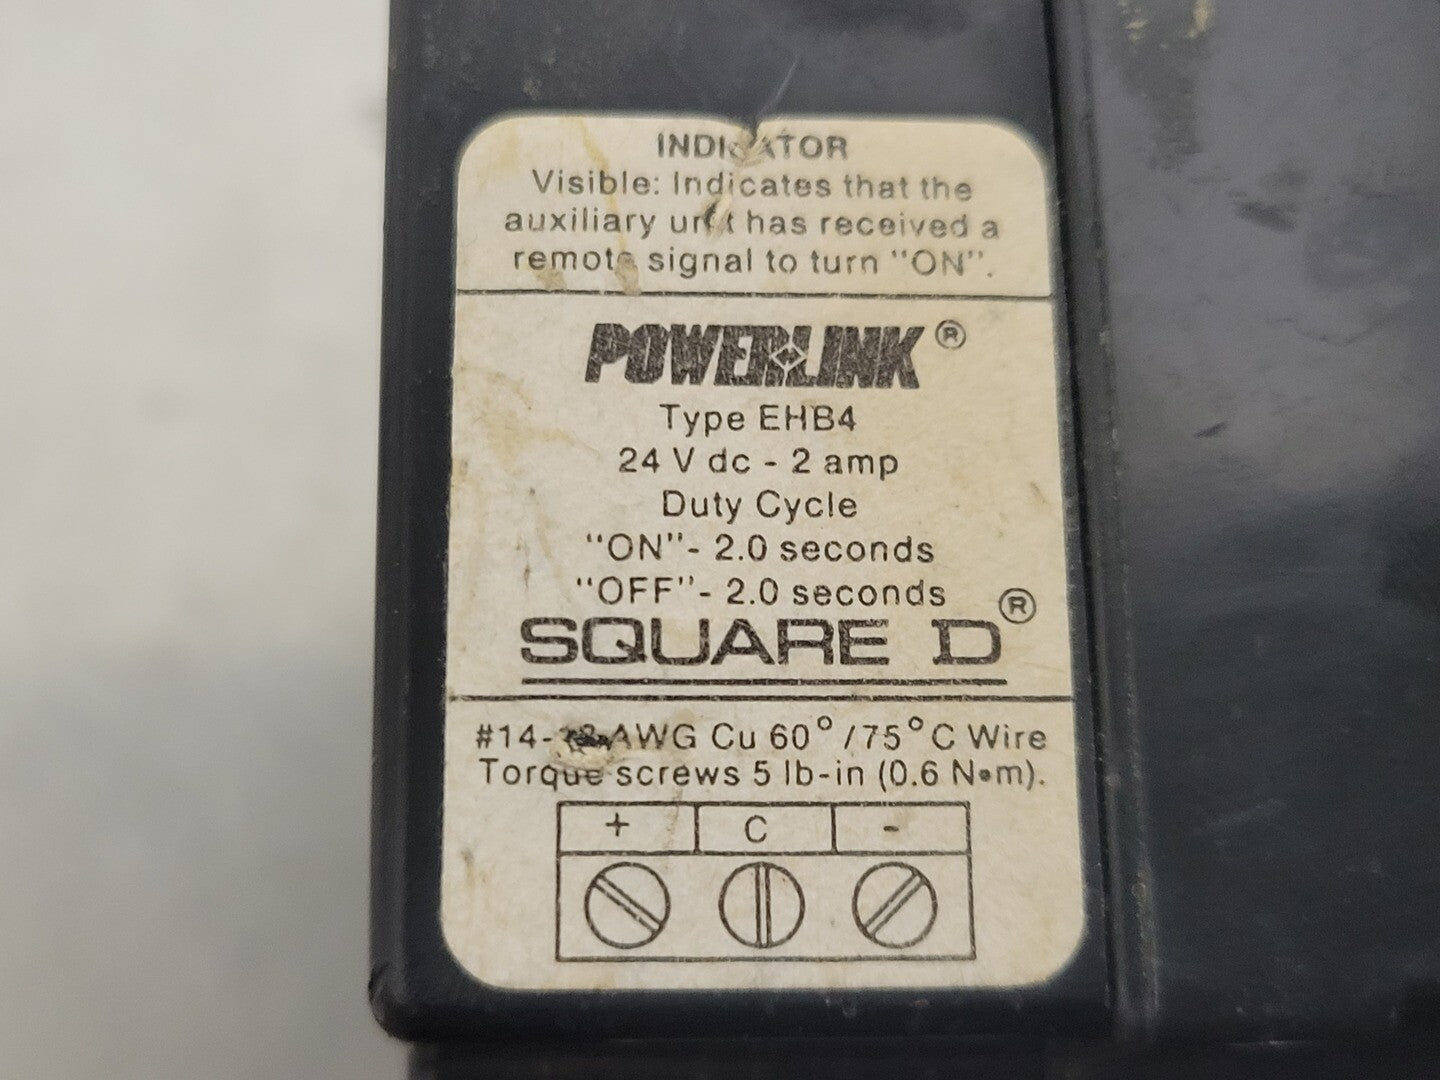 INDICATOR
Visible: Indicates that the
auxiliary unit has received a
remote signal to turn "ON".
POWERLINK®
Type EHB4
24 V dc - 2 amp
Duty Cycle
"ON"- 2.0 seconds
"OFF"- 2.0 seconds
SQUARE D®
AWG Cu 60°/75°C Wire
Torque screws 5 lb-in (0.6 N•m).
+ C -